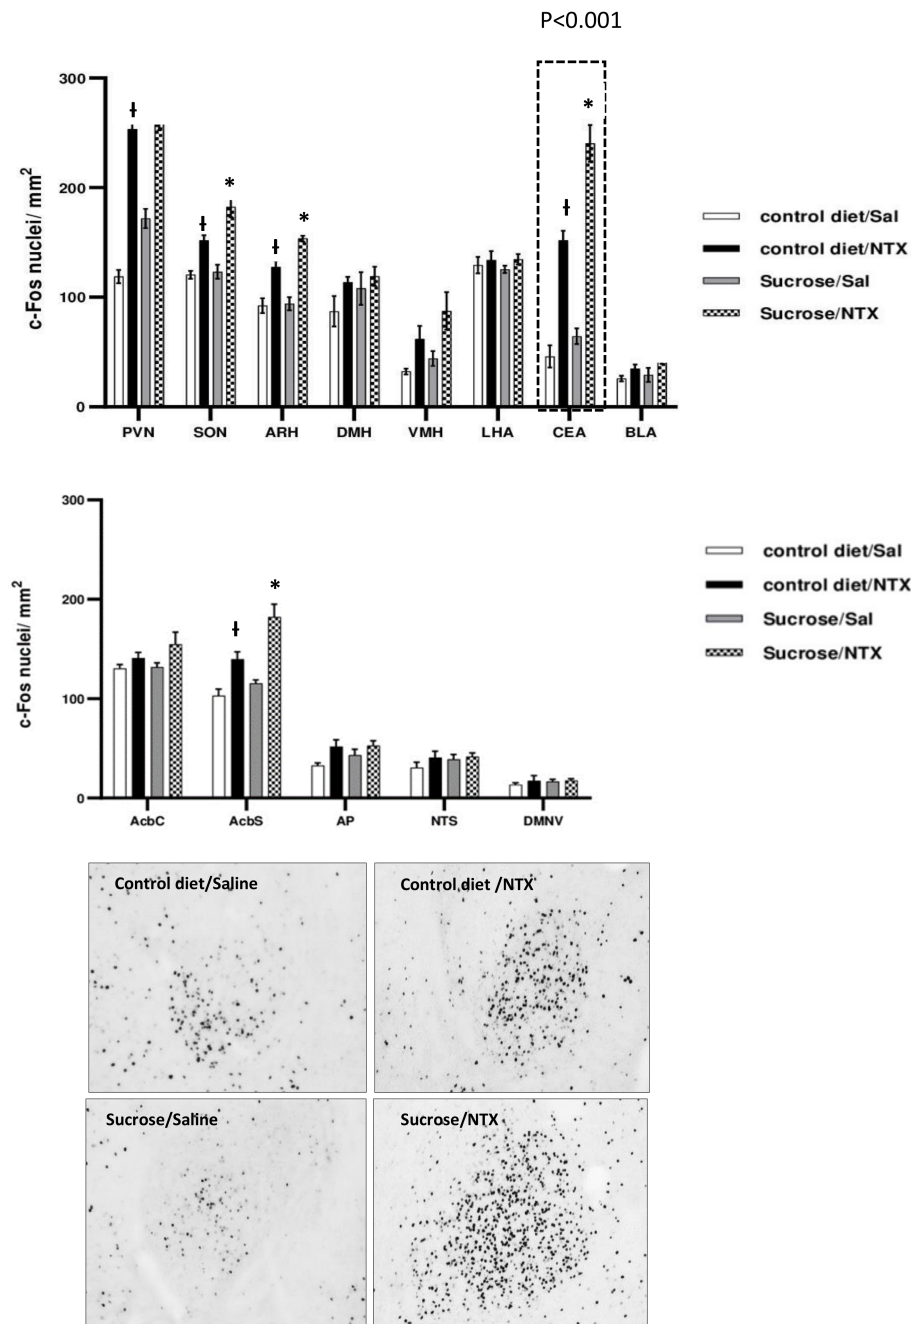 P<0.001
300
200
100
0
c-Fos nuclei/ mm²
ƚ
*
ƚ
*
ƚ
ƚ
*
PVN SON ARH DMH VMH LHA CEA BLA
control diet/Sal
control diet/NTX
Sucrose/Sal
Sucrose/NTX
300
200
100
0
c-Fos nuclei/ mm²
ƚ
*
AcbC AcbS AP NTS DMNV
control diet/Sal
control diet/NTX
Sucrose/Sal
Sucrose/NTX
Control diet/Saline
Control diet /NTX
Sucrose/Saline
Sucrose/NTX